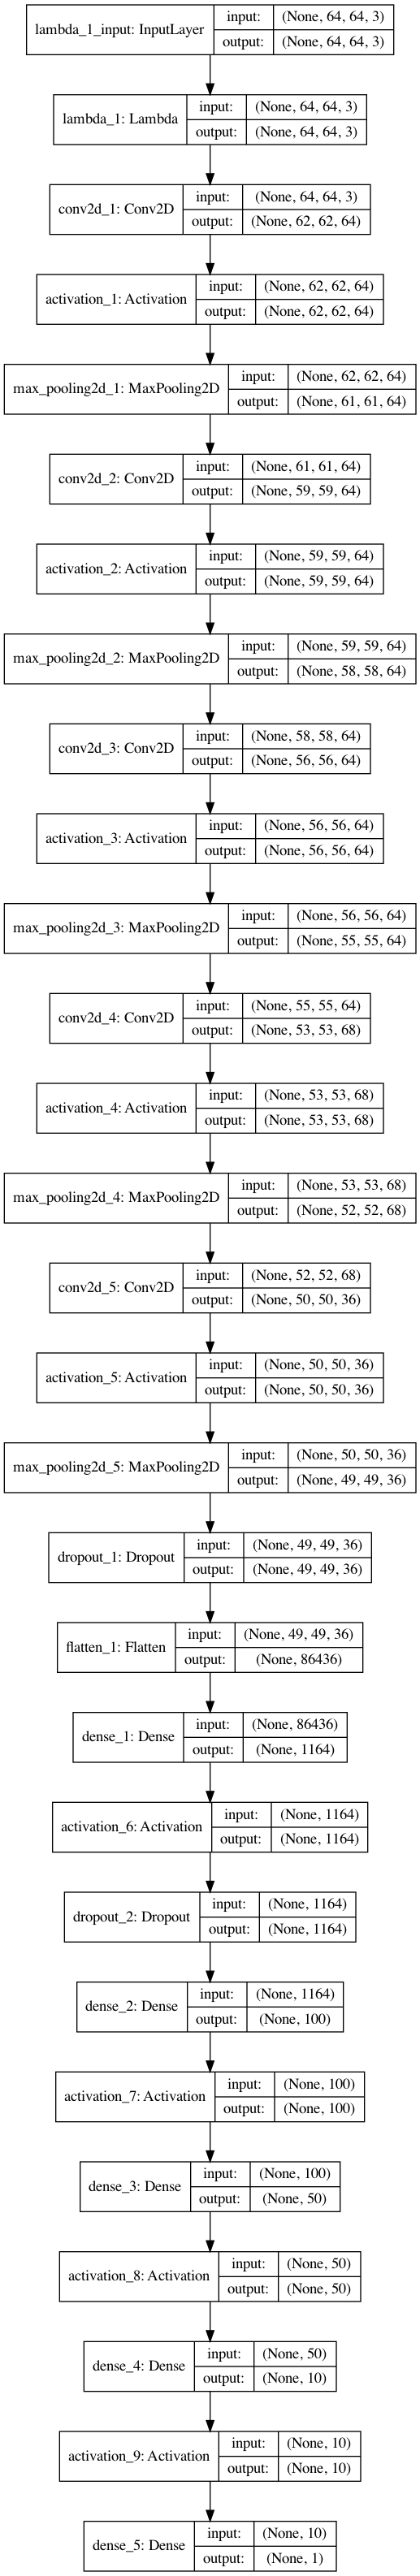 lambda_1_input: InputLayer
input: (None, 64, 64, 3)
output: (None, 64, 64, 3)
lambda_1: Lambda
input: (None, 64, 64, 3)
output: (None, 64, 64, 3)
conv2d_1: Conv2D
input: (None, 64, 64, 3)
output: (None, 62, 62, 64)
activation_1: Activation
input: (None, 62, 62, 64)
output: (None, 62, 62, 64)
max_pooling2d_1: MaxPooling2D
input: (None, 62, 62, 64)
output: (None, 61, 61, 64)
conv2d_2: Conv2D
input: (None, 61, 61, 64)
output: (None, 59, 59, 64)
activation_2: Activation
input: (None, 59, 59, 64)
output: (None, 59, 59, 64)
max_pooling2d_2: MaxPooling2D
input: (None, 59, 59, 64)
output: (None, 58, 58, 64)
conv2d_3: Conv2D
input: (None, 58, 58, 64)
output: (None, 56, 56, 64)
activation_3: Activation
input: (None, 56, 56, 64)
output: (None, 56, 56, 64)
max_pooling2d_3: MaxPooling2D
input: (None, 56, 56, 64)
output: (None, 55, 55, 64)
conv2d_4: Conv2D
input: (None, 55, 55, 64)
output: (None, 53, 53, 68)
activation_4: Activation
input: (None, 53, 53, 68)
output: (None, 53, 53, 68)
max_pooling2d_4: MaxPooling2D
input: (None, 53, 53, 68)
output: (None, 52, 52, 68)
conv2d_5: Conv2D
input: (None, 52, 52, 68)
output: (None, 50, 50, 36)
activation_5: Activation
input: (None, 50, 50, 36)
output: (None, 50, 50, 36)
max_pooling2d_5: MaxPooling2D
input: (None, 50, 50, 36)
output: (None, 49, 49, 36)
dropout_1: Dropout
input: (None, 49, 49, 36)
output: (None, 49, 49, 36)
flatten_1: Flatten
input: (None, 49, 49, 36)
output: (None, 86436)
dense_1: Dense
input: (None, 86436)
output: (None, 1164)
activation_6: Activation
input: (None, 1164)
output: (None, 1164)
dropout_2: Dropout
input: (None, 1164)
output: (None, 1164)
dense_2: Dense
input: (None, 1164)
output: (None, 100)
activation_7: Activation
input: (None, 100)
output: (None, 100)
dense_3: Dense
input: (None, 100)
output: (None, 50)
activation_8: Activation
input: (None, 50)
output: (None, 50)
dense_4: Dense
input: (None, 50)
output: (None, 10)
activation_9: Activation
input: (None, 10)
output: (None, 10)
dense_5: Dense
input: (None, 10)
output: (None, 1)